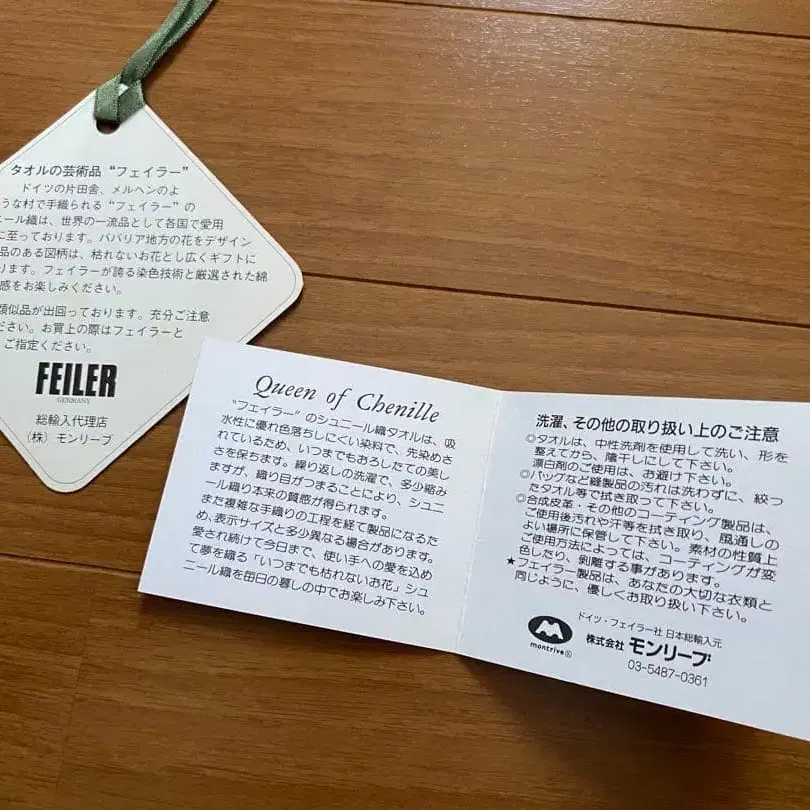 タオルの芸術品“フェイラー”
ドイツの片田舎、メルヘンのよ
うな村で手織られる“フェイラー”の
ニール織は、世界の一流品として各国で愛用
に至っております。ババリア地方の花をデザイン
品のある図柄は、枯れないお花とし広くギフトに
ります。フェイラーが誇る染色技術と厳選された綿
感をお楽しみください。
類似品が出回っております。充分ご注意
ださい。お買上の際はフェイラーと
ご指定ください。
FEILER
GERMANY
総輸入代理店
(株) モンリーブ
Queen of Chenille
“フェイラー”のシュニール織タオルは、吸
水性に優れ色落ちしにくい染料で、先染めさ
れているため、いつまでもおろしたての美し
さを保ちます。繰り返しの洗濯で、多少縮み
ますが、織り目がつまることにより、シュニ
ール織り本来の質感が得られます。
また複雑な手織りの工程を経て製品になるた
め、表示サイズと多少異なる場合があります。
愛され続けて今日まで、使い手への愛を込め
て夢を織る「いつまでも枯れないお花」シュ
ニール織を毎日の暮しの中でお楽しみ下さい。
洗濯、その他の取り扱い上のご注意
◎タオルは、中性洗剤を使用して洗い、形を
整えてから、陰干しにして下さい。
漂白剤のご使用は、お避け下さい。
◎バッグなど縫製品の汚れは洗わずに、絞っ
たタオル等で拭き取って下さい。
◎合成皮革・その他のコーティング製品は、
ご使用後汚れや汗等を拭き取り、風通しの
よい場所に保管して下さい。素材の性質上
ご使用方法によっては、コーティングが変
色したり、剥離する事があります。
★フェイラー製品は、あなたの大切な衣類と
同じように、優しくお取り扱い下さい。
ドイツ・フェイラー社 日本総輸入元
montrive®
株式会社 モンリーブ
03-5487-0361